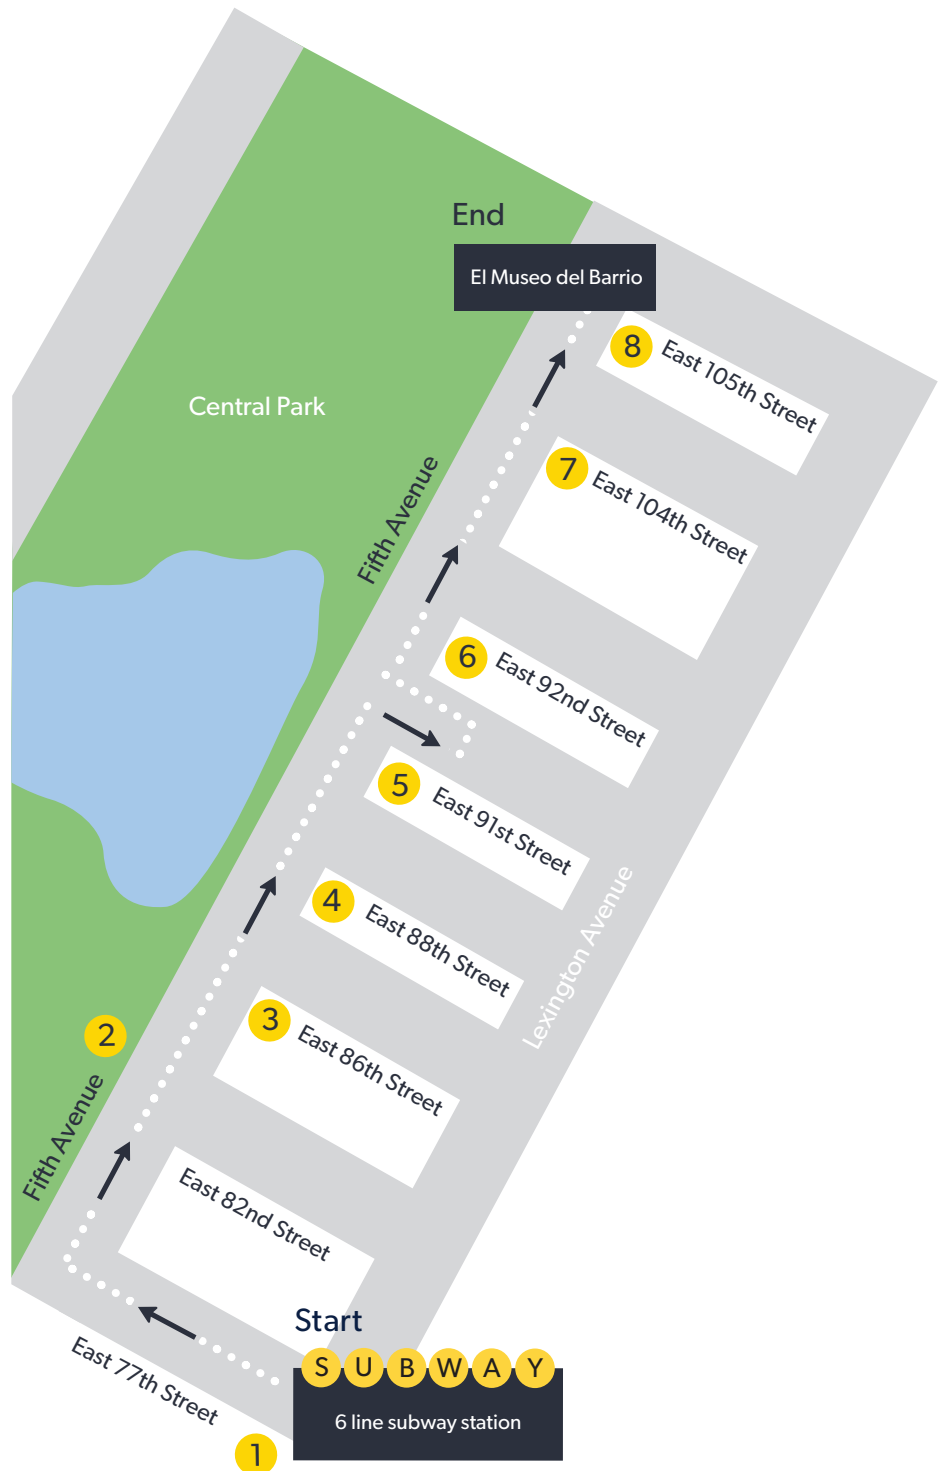 End
El Museo del Barrio
8
East 105th Street
Central Park
7
East 104th Street
Fifth Avenue
6
East 92nd Street
5
East 91st Street
4
East 88th Street
Lexington Avenue
3
East 86th Street
2
Fifth Avenue
East 82nd Street
Start
SUBWAY
6 line subway station
East 77th Street
1